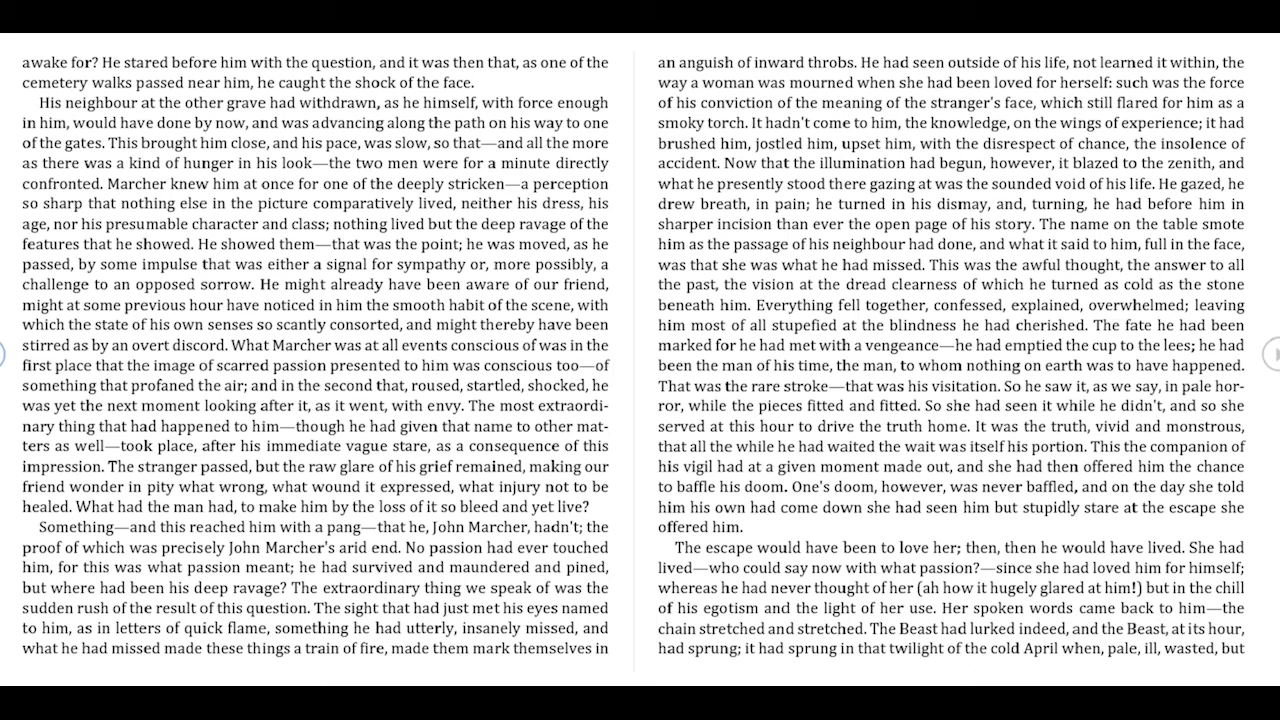 awake for? He stared before him with the question, and it was then that, as one of the
cemetery walks passed near him, he caught the shock of the face.
His neighbour at the other grave had withdrawn, as he himself, with force enough
in him, would have done by now, and was advancing along the path on his way to one
of the gates. This brought him close, and his pace, was slow, so that—and all the more
as there was a kind of hunger in his look—the two men were for a minute directly
confronted. Marcher knew him at once for one of the deeply stricken—a perception
so sharp that nothing else in the picture comparatively lived, neither his dress, his
age, nor his presumable character and class; nothing lived but the deep ravage of the
features that he showed. He showed them—that was the point; he was moved, as he
passed, by some impulse that was either a signal for sympathy or, more possibly, a
challenge to an opposed sorrow. He might already have been aware of our friend,
might at some previous hour have noticed in him the smooth habit of the scene, with
which the state of his own senses so scantly consorted, and might thereby have been
stirred as by an overt discord. What Marcher was at all events conscious of was in the
first place that the image of scarred passion presented to him was conscious too—of
something that profaned the air; and in the second that, roused, startled, shocked, he
was yet the next moment looking after it, as it went, with envy. The most extraordi-
nary thing that had happened to him—though he had given that name to other mat-
ters as well—took place, after his immediate vague stare, as a consequence of this
impression. The stranger passed, but the raw glare of his grief remained, making our
friend wonder in pity what wrong, what wound it expressed, what injury not to be
healed. What had the man had, to make him by the loss of it so bleed and yet live?
Something—and this reached him with a pang—that he, John Marcher, hadn't; the
proof of which was precisely John Marcher's arid end. No passion had ever touched
him, for this was what passion meant; he had survived and maundered and pined,
but where had been his deep ravage? The extraordinary thing we speak of was the
sudden rush of the result of this question. The sight that had just met his eyes named
to him, as in letters of quick flame, something he had utterly, insanely missed, and
what he had missed made these things a train of fire, made them mark themselves in
an anguish of inward throbs. He had seen outside of his life, not learned it within, the
way a woman was mourned when she had been loved for herself: such was the force
of his conviction of the meaning of the stranger's face, which still flared for him as a
smoky torch. It hadn't come to him, the knowledge, on the wings of experience; it had
brushed him, jostled him, upset him, with the disrespect of chance, the insolence of
accident. Now that the illumination had begun, however, it blazed to the zenith, and
what he presently stood there gazing at was the sounded void of his life. He gazed, he
drew breath, in pain; he turned in his dismay, and, turning, he had before him in
sharper incision than ever the open page of his story. The name on the table smote
him as the passage of his neighbour had done, and what it said to him, full in the face,
was that she was what he had missed. This was the awful thought, the answer to all
the past, the vision at the dread clearness of which he turned as cold as the stone
beneath him. Everything fell together, confessed, explained, overwhelmed; leaving
him most of all stupefied at the blindness he had cherished. The fate he had been
marked for he had met with a vengeance—he had emptied the cup to the lees; he had
been the man of his time, the man, to whom nothing on earth was to have happened.
That was the rare stroke—that was his visitation. So he saw it, as we say, in pale hor-
ror, while the pieces fitted and fitted. So she had seen it while he didn't, and so she
served at this hour to drive the truth home. It was the truth, vivid and monstrous,
that all the while he had waited the wait was itself his portion. This the companion of
his vigil had at a given moment made out, and she had then offered him the chance
to baffle his doom. One's doom, however, was never baffled, and on the day she told
him his own had come down she had seen him but stupidly stare at the escape she
offered him.
The escape would have been to love her; then, then he would have lived. She had
lived—who could say now with what passion?—since she had loved him for himself;
whereas he had never thought of her (ah how it hugely glared at him!) but in the chill
of his egotism and the light of her use. Her spoken words came back to him—the
chain stretched and stretched. The Beast had lurked indeed, and the Beast, at its hour,
had sprung; it had sprung in that twilight of the cold April when, pale, ill, wasted, but